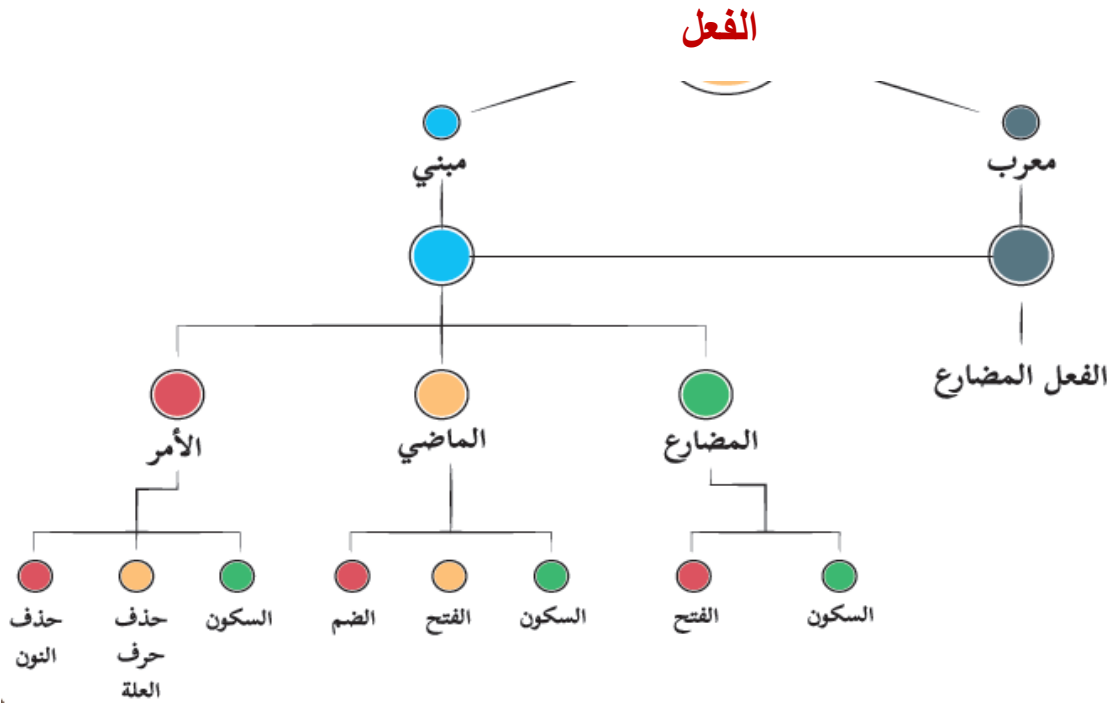 الفعل
معرب
مبني
الفعل المضارع
المضارع
الماضي
الأمر
السكون
الفتح
السكون
الفتح
الضم
السكون
حذف
حرف
العلة
حذف
النون